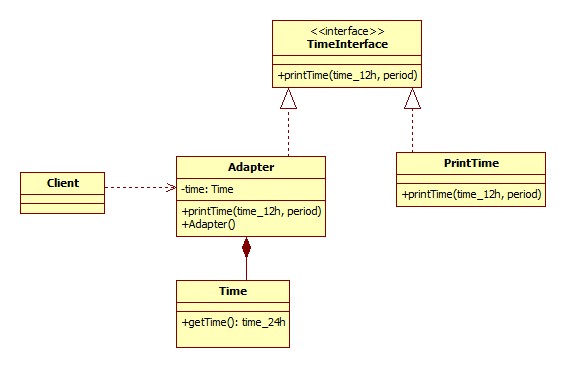 <<interface>>
TimeInterface
+printTime(time_12h, period)
Adapter
-time: Time
+printTime(time_12h, period)
+Adapter()
PrintTime
+printTime(time_12h, period)
Client
Time
+getTime(): time_24h